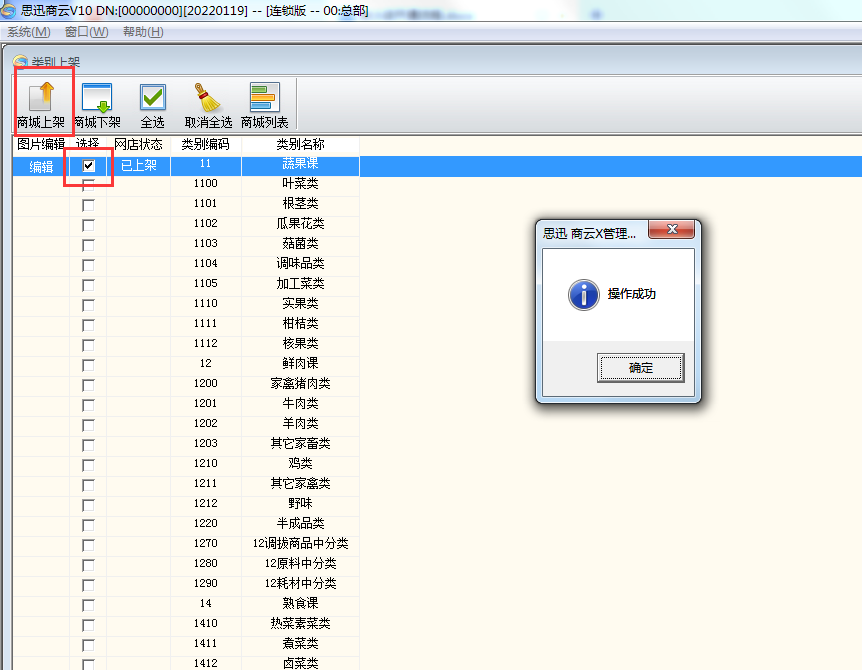 思迅商云V10 DN:[00000000][20220119] -- [连锁版 -- 00:总部]
系统(M) 窗口(W) 帮助(H)
类别上架
商城上架 商城下架 全选 取消全选 商城列表
图片编辑 选择 网店状态 类别编码 类别名称
编辑 已上架 11 蔬果课
1100 叶菜类
1101 根茎类
1102 瓜果花类
1103 菇菌类
1104 调味品类
1105 加工菜类
1110 实果类
1111 柑桔类
1112 核果类
12 鲜肉课
1200 家畜猪肉类
1201 牛肉类
1202 羊肉类
1203 其它家畜类
1210 鸡类
1211 其它家禽类
1212 野味
1220 半成品类
1270 12调拔商品中分类
1280 12原料中分类
1290 12耗材中分类
14 熟食课
1410 热菜素菜类
1411 煮菜类
1412 卤菜类
思迅 商云X管理...
操作成功
确定